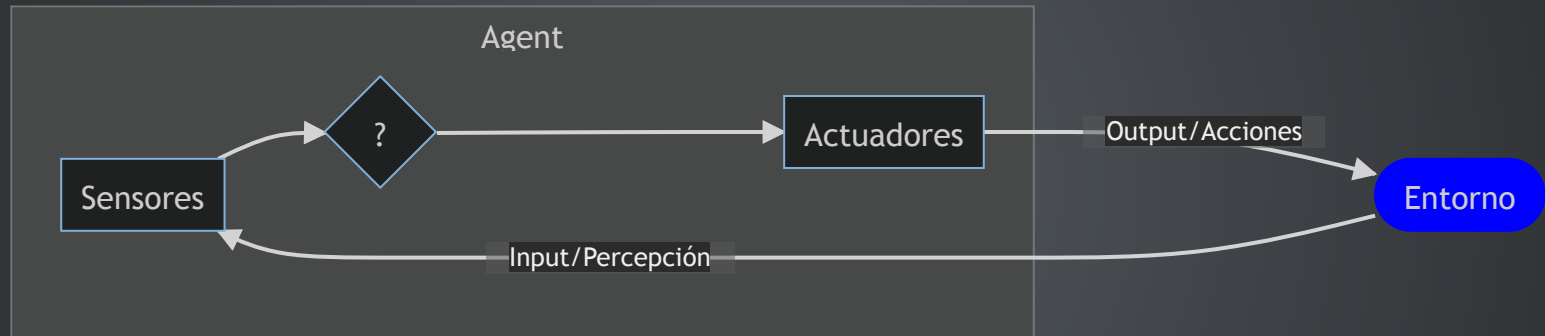 Agent
?
Actuadores
Output/Acciones
Sensores
Entorno
Input/Percepción